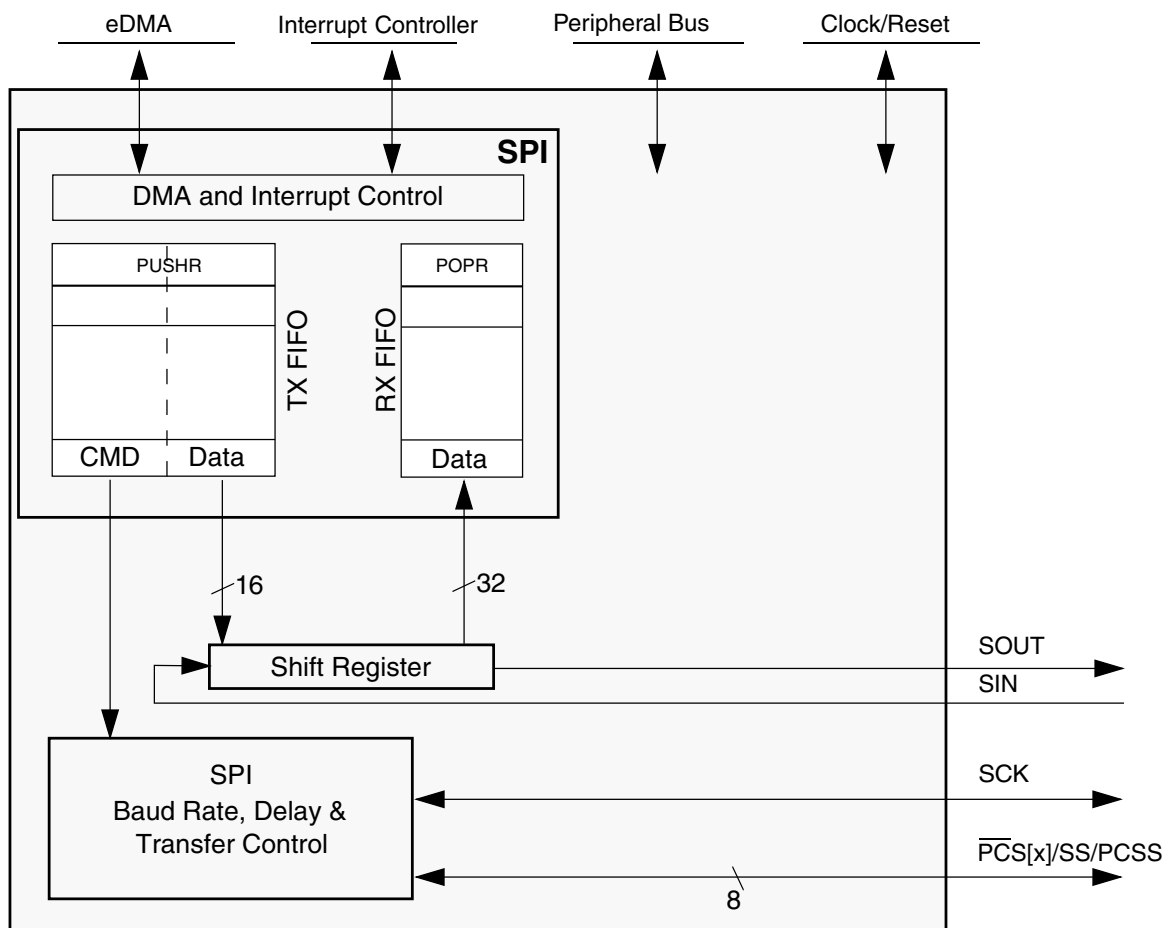 eDMA
Interrupt Controller
Peripheral Bus
Clock/Reset
SPI
DMA and Interrupt Control
PUSHR
POPR
TX FIFO
RX FIFO
CMD
Data
Data
16
32
Shift Register
SOUT
SIN
SPI
Baud Rate, Delay &
Transfer Control
SCK
PCS[x]/SS/PCSS
8